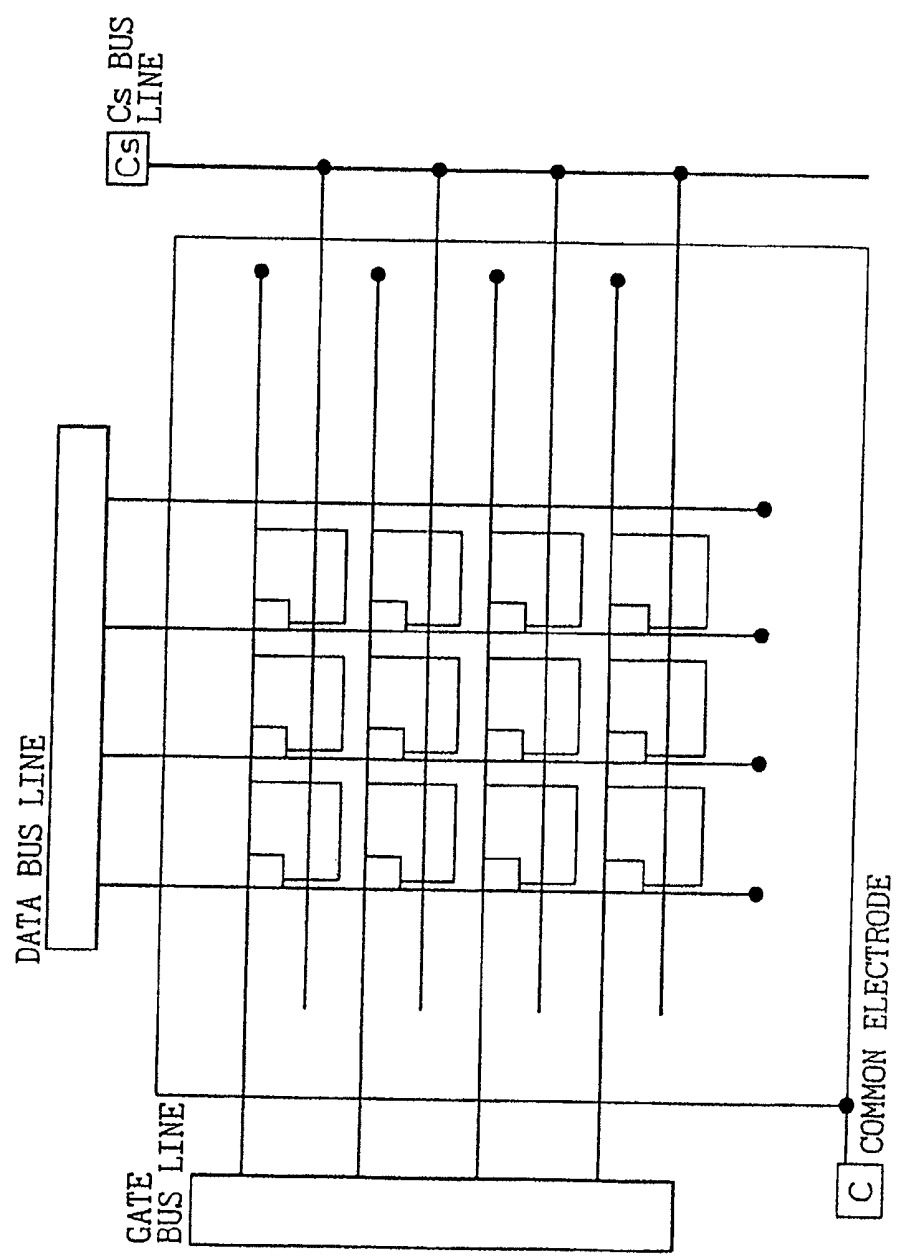 DATA BUS LINE
Cs
Cs BUS
LINE
GATE
BUS LINE
C
COMMON ELECTRODE